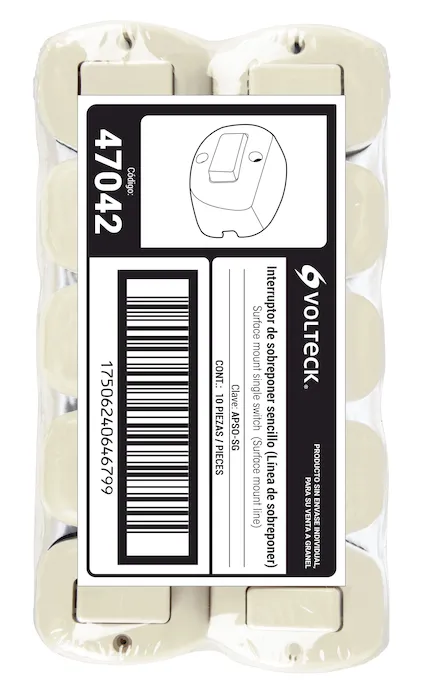 VOLTECK®
PRODUCTO SIN ENVASE INDIVIDUAL,
PARA SU VENTA A GRANEL
Interruptor de sobreponer sencillo (Línea de sobreponer)
Surface mount single switch (Surface mount line)
Código:
47042
Clave: APSO-SG
CONT.: 10 PIEZAS / PIECES
17506240646799